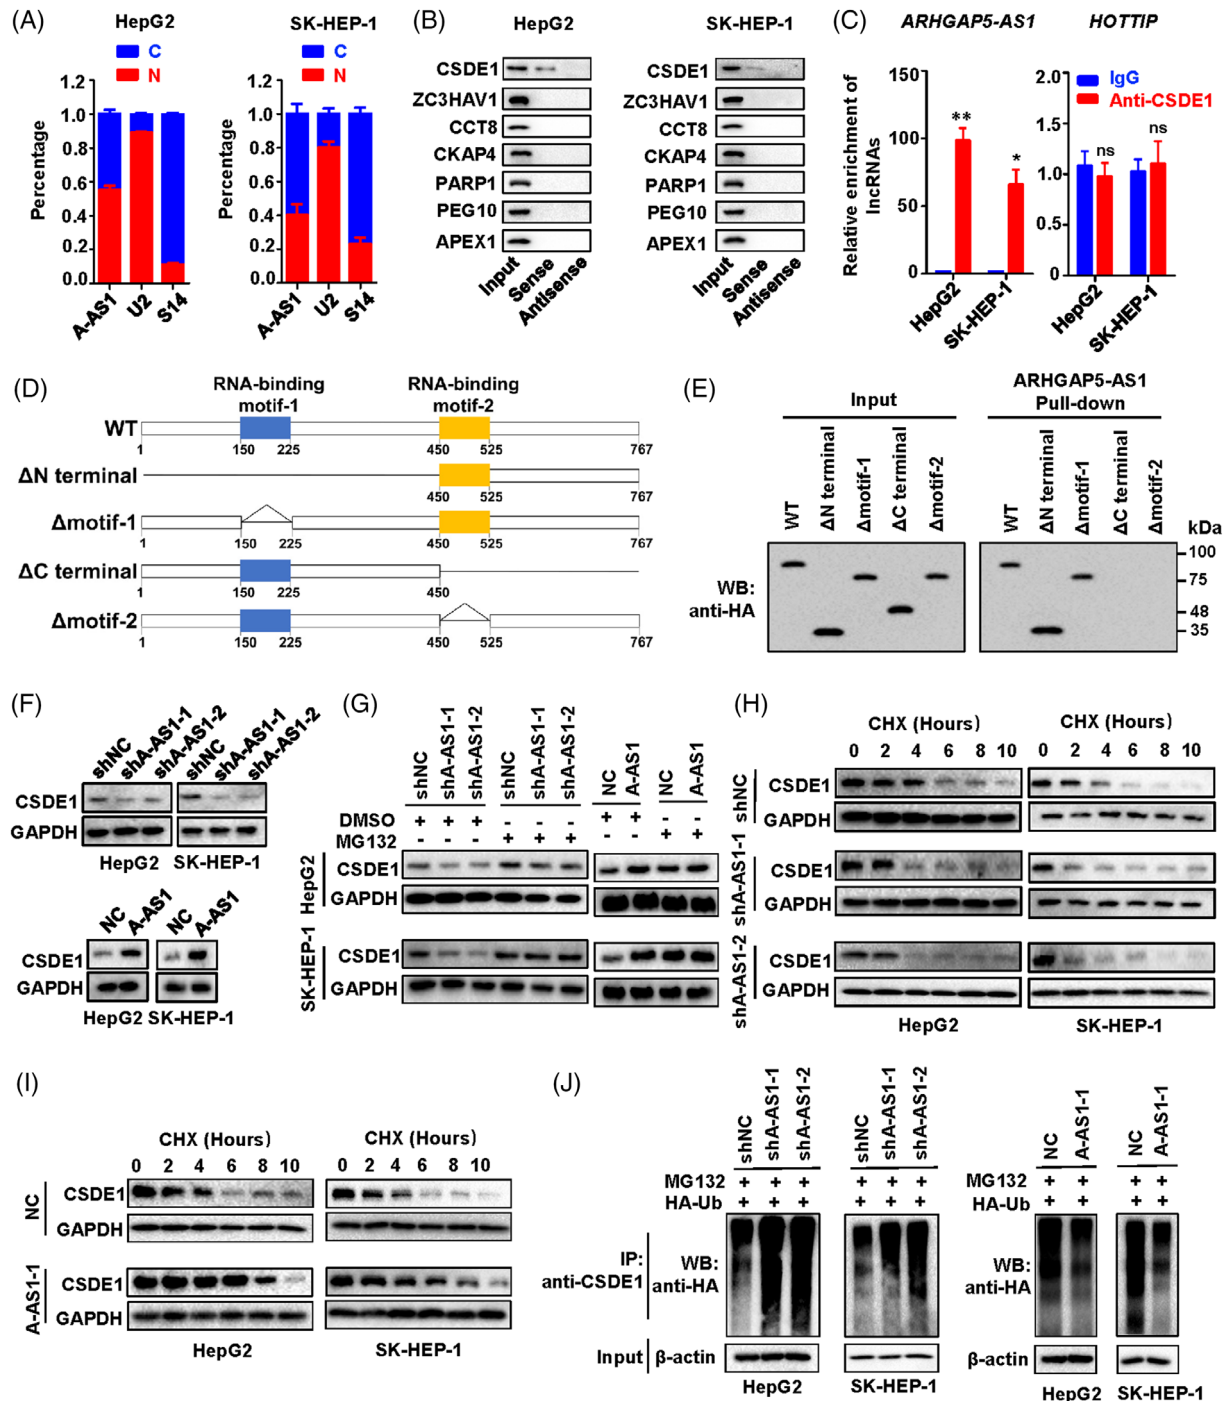 (A)
HepG2
C
N
Percentage
1.2
1.0
0.8
0.6
0.4
0.2
0.0
A-AS1
U2
S14
SK-HEP-1
C
N
Percentage
1.2
1.0
0.8
0.6
0.4
0.2
0.0
A-AS1
U2
S14
(B)
HepG2
CSDE1
ZC3HAV1
CCT8
CKAP4
PARP1
PEG10
APEX1
Input
Sense
Antisense
SK-HEP-1
CSDE1
ZC3HAV1
CCT8
CKAP4
PARP1
PEG10
APEX1
Input
Sense
Antisense
(C)
ARHGAP5-AS1
HOTTIP
Relative enrichment of
lncRNAs
150
100
50
0
**
*
HepG2
SK-HEP-1
2.0
1.5
1.0
0.5
0.0
IgG
Anti-CSDE1
ns
ns
HepG2
SK-HEP-1
(D)
RNA-binding
motif-1
RNA-binding
motif-2
WT
1 150 225 450 525 767
ΔN terminal
450 525 767
Δmotif-1
1 150 225 450 525 767
ΔC terminal
1 150 225 450
Δmotif-2
1 150 225 450 525 767
(E)
Input
ARHGAP5-AS1
Pull-down
WT
ΔN terminal
Δmotif-1
ΔC terminal
Δmotif-2
WT
ΔN terminal
Δmotif-1
ΔC terminal
Δmotif-2
kDa
100
75
48
35
WB:
anti-HA
(F)
shNC
shA-AS1-1
shA-AS1-2
shNC
shA-AS1-1
shA-AS1-2
CSDE1
GAPDH
HepG2 SK-HEP-1
NC
A-AS1
NC
A-AS1
CSDE1
GAPDH
HepG2 SK-HEP-1
(G)
shNC
shA-AS1-1
shA-AS1-2
shNC
shA-AS1-1
shA-AS1-2
NC
A-AS1
NC
A-AS1
DMSO + + + - - - + + - -
MG132 - - - + + + - - + +
HepG2
CSDE1
GAPDH
SK-HEP-1
CSDE1
GAPDH
(H)
CHX (Hours)
0 2 4 6 8 10
CHX (Hours)
0 2 4 6 8 10
shNC
CSDE1
GAPDH
shA-AS1-1
CSDE1
GAPDH
shA-AS1-2
CSDE1
GAPDH
HepG2
SK-HEP-1
(I)
CHX (Hours)
0 2 4 6 8 10
CHX (Hours)
0 2 4 6 8 10
NC
CSDE1
GAPDH
A-AS1-1
CSDE1
GAPDH
HepG2
SK-HEP-1
(J)
shNC
shA-AS1-1
shA-AS1-2
shNC
shA-AS1-1
shA-AS1-2
MG132 + + + + + +
HA-Ub + + + + + +
IP:
anti-CSDE1
WB:
anti-HA
Input
β-actin
HepG2
SK-HEP-1
NC
A-AS1-1
NC
A-AS1-1
MG132 + + + +
HA-Ub + + + +
WB:
anti-HA
β-actin
HepG2
SK-HEP-1